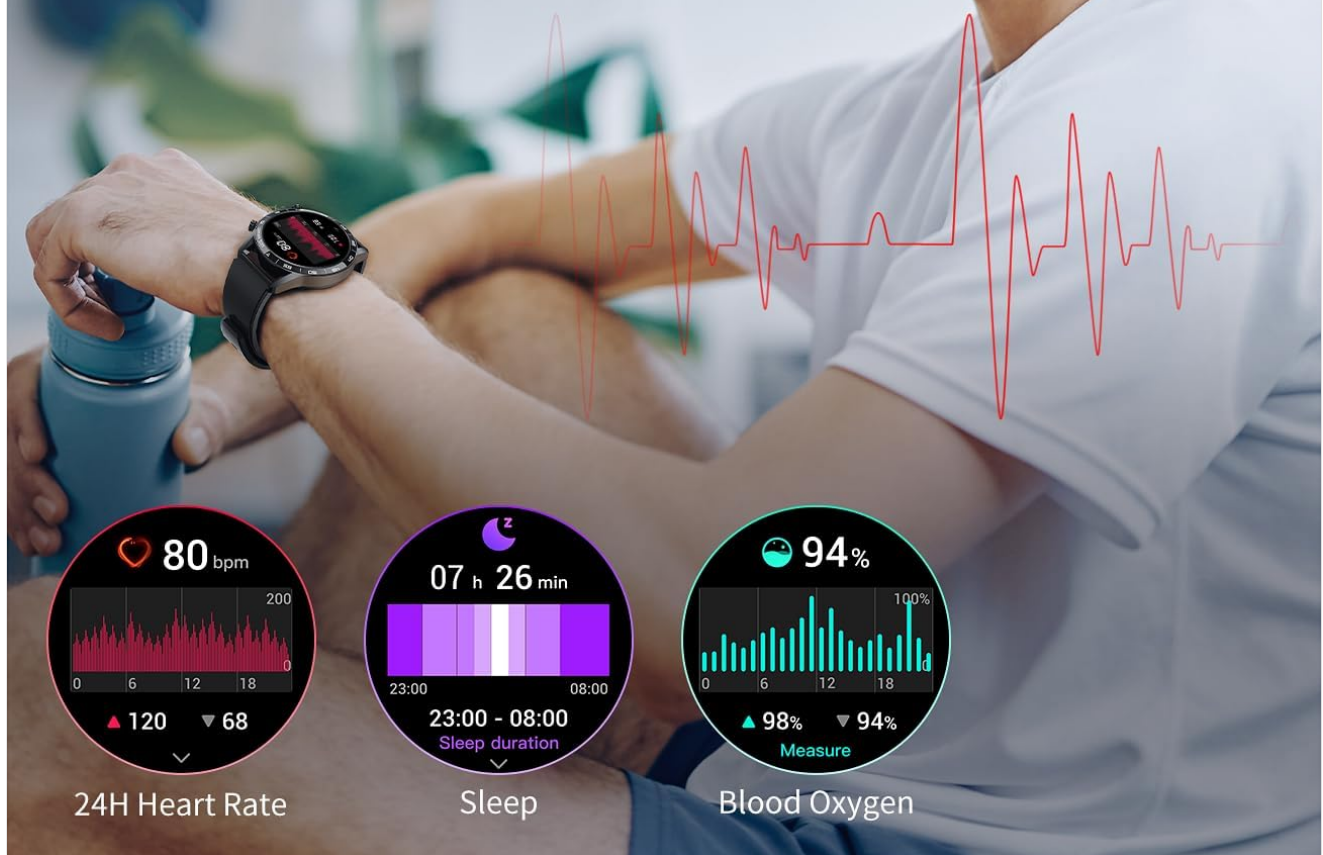 80 bpm
200
0
0 6 12 18
120 68
24H Heart Rate
z
07 h 26 min
23:00 08:00
23:00 - 08:00
Sleep duration
Sleep
94%
100%
0
0 6 12 18
98% 94%
Measure
Blood Oxygen
80